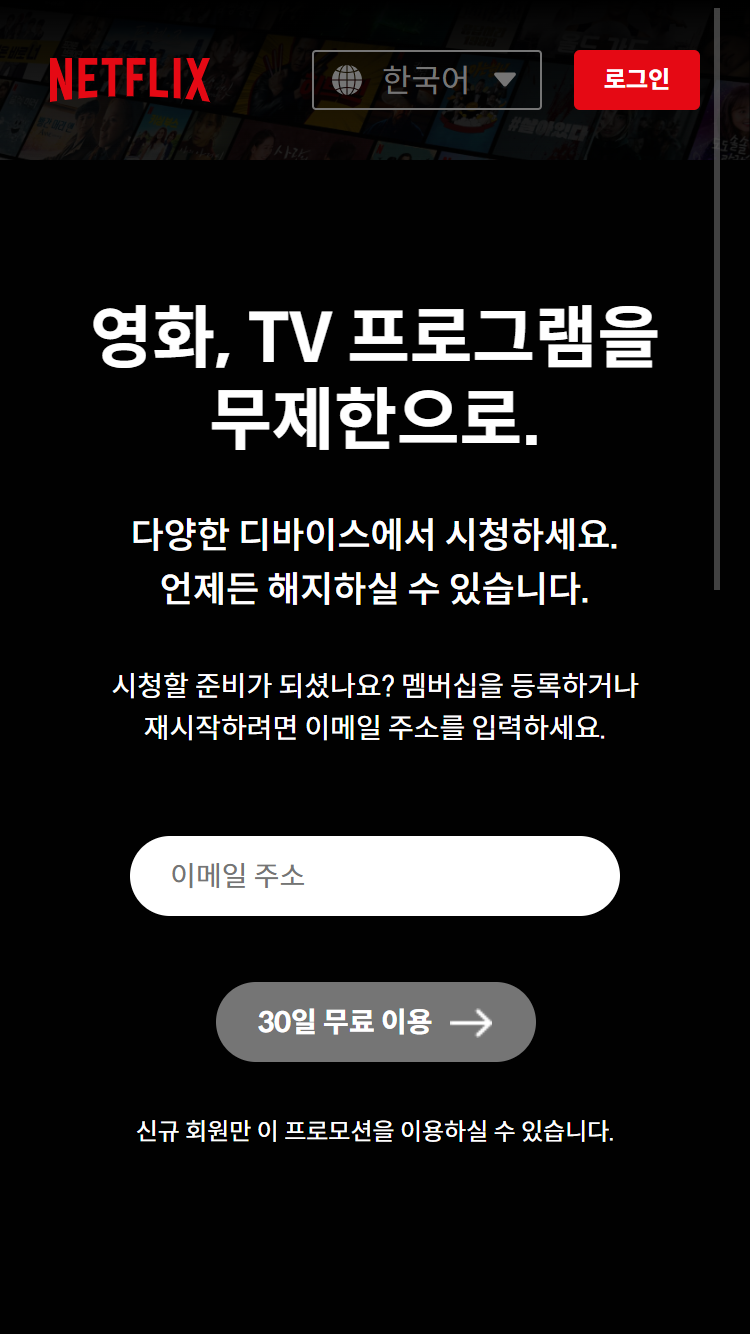 NETFLIX
한국어
로그인
영화, TV 프로그램을
무제한으로.
다양한 디바이스에서 시청하세요.
언제든 해지하실 수 있습니다.
시청할 준비가 되셨나요? 멤버십을 등록하거나
재시작하려면 이메일 주소를 입력하세요.
이메일 주소
30일 무료 이용
신규 회원만 이 프로모션을 이용하실 수 있습니다.